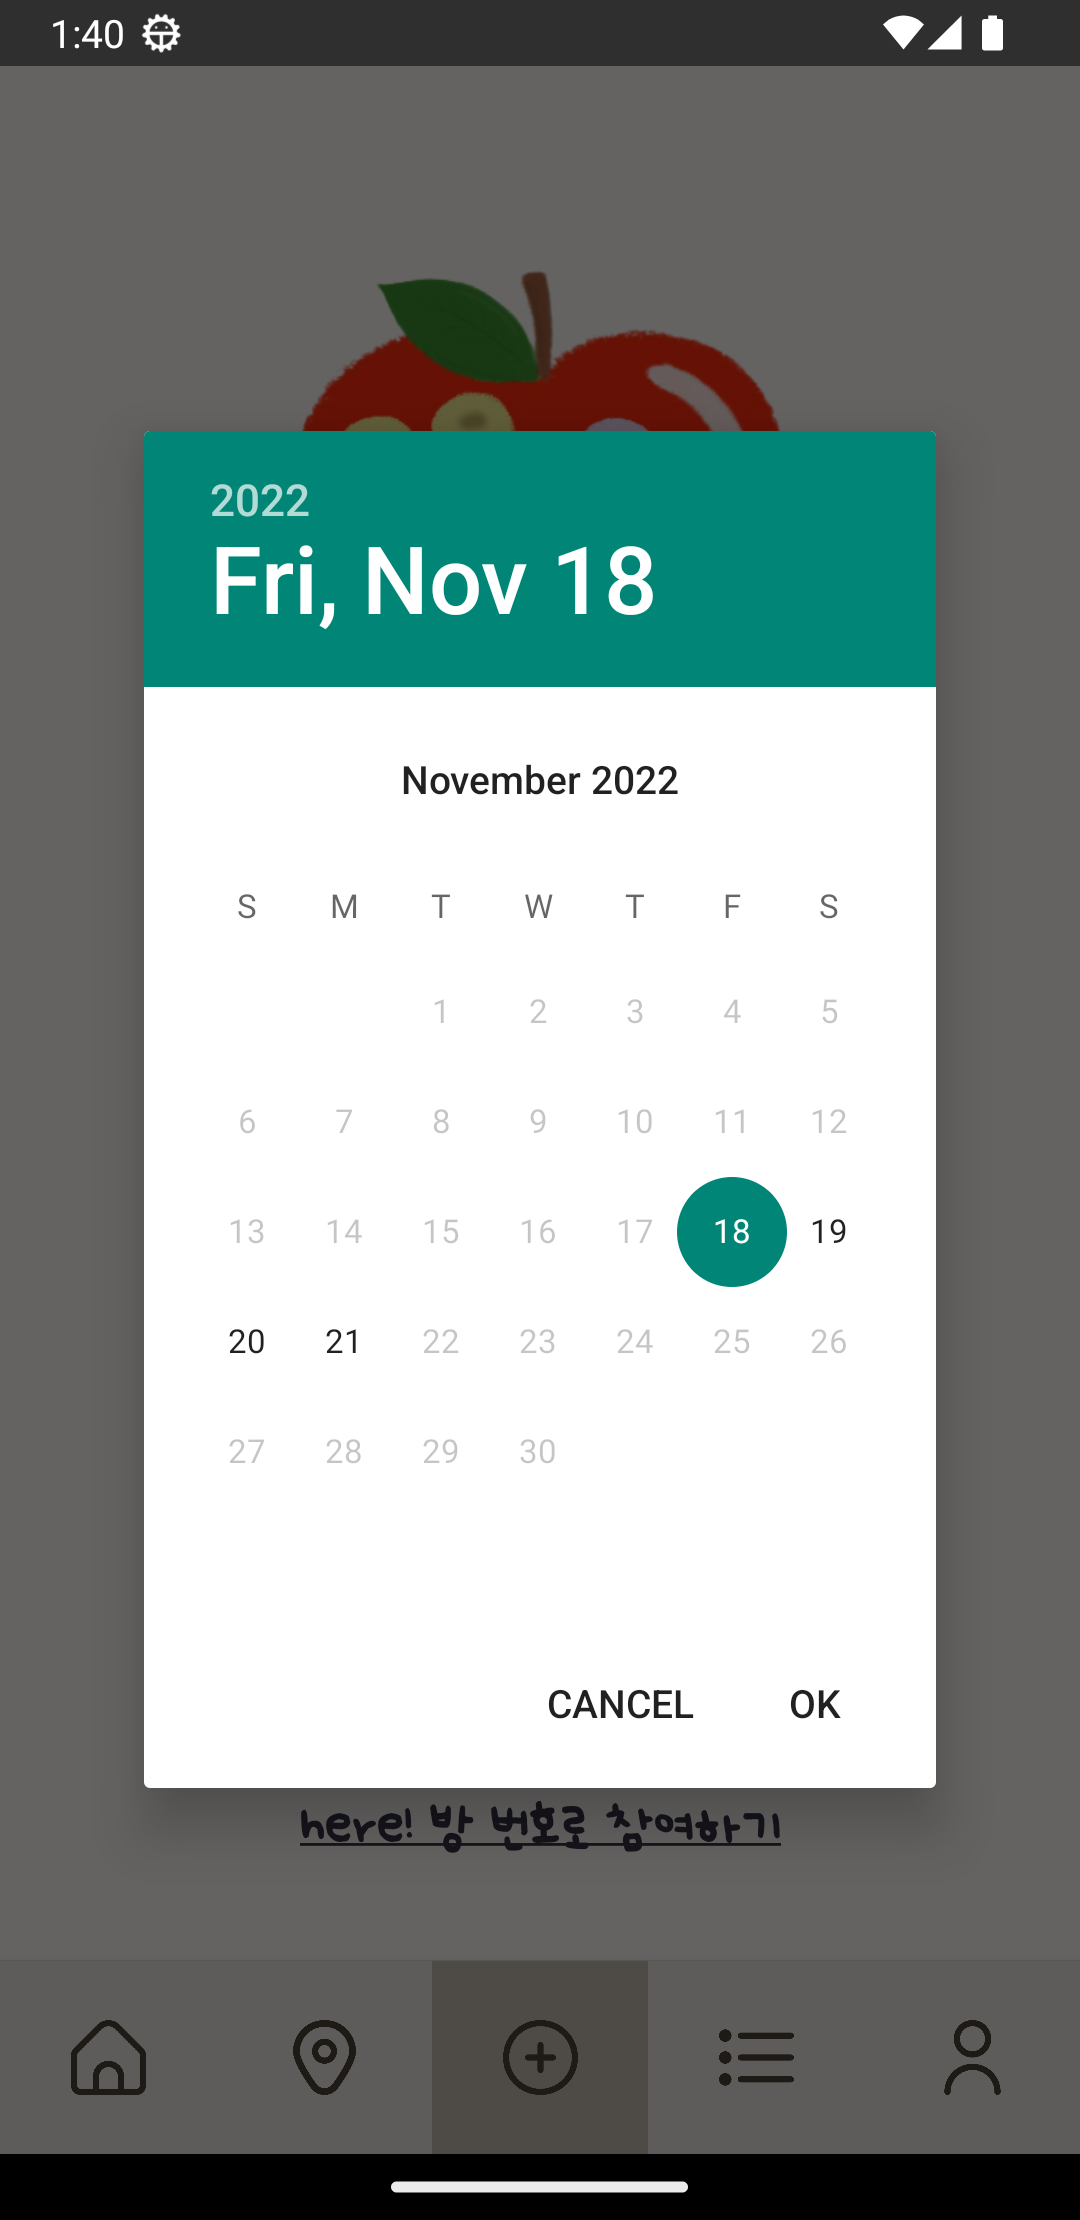 1:40
2022
Fri, Nov 18
November 2022
S M T W T F S
1 2 3 4 5
6 7 8 9 10 11 12
13 14 15 16 17 18 19
20 21 22 23 24 25 26
27 28 29 30
CANCEL OK
here! 방 번호로 참여하기